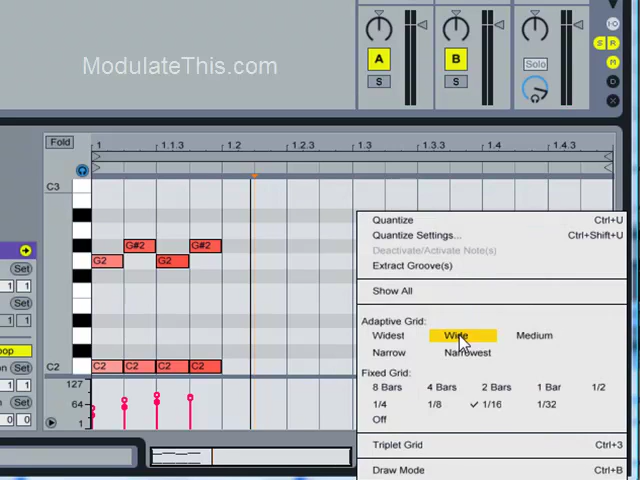 ModulateThis.com
A
B
S
S
Solo
S
R
M
D
X
Fold
1
1.1.3
1.2
1.2.3
1.3
1.3.3
1.4
1.4.3
C3
G#2
G#2
G2
G2
Set
1
1
Set
1
oop
Set
C2
C2
C2
C2
C2
Set
127
64
1
Quantize Ctrl+U
Quantize Settings... Ctrl+Shift+U
Deactivate/Activate Note(s)
Extract Groove(s)
Show All
Adaptive Grid:
Widest Wide Medium
Narrow Narrowest
Fixed Grid:
8 Bars 4 Bars 2 Bars 1 Bar 1/2
1/4 1/8 1/16 1/32
Off
Triplet Grid Ctrl+3
Draw Mode Ctrl+B